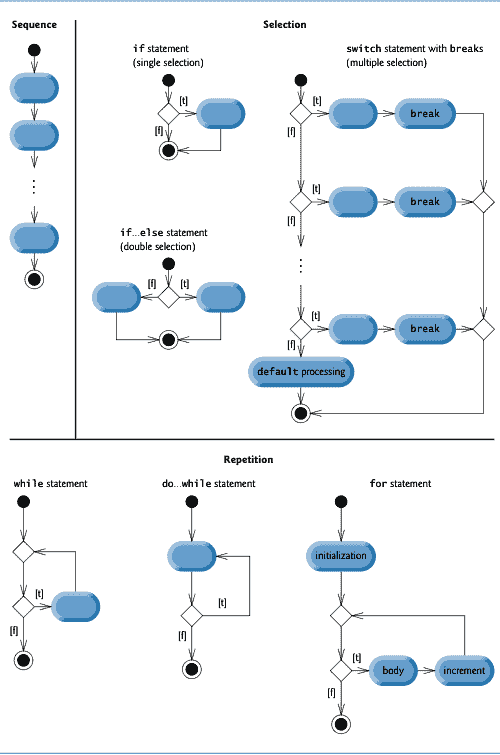 Sequence
Selection
if statement
(single selection)
[t]
[f]
switch statement with breaks
(multiple selection)
[t]
break
[f]
[t]
break
[f]
if...else statement
(double selection)
[f]
[t]
[t]
break
[f]
default processing
Repetition
while statement
[t]
[f]
do...while statement
[t]
[f]
for statement
initialization
[t]
body
increment
[f]